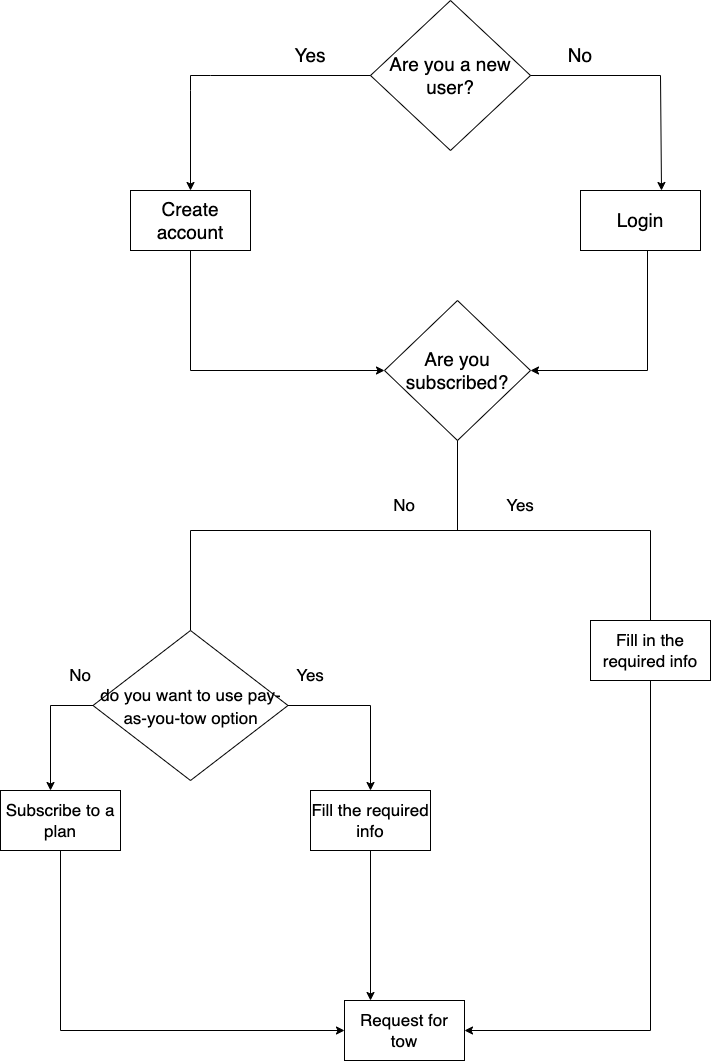 Yes
Are you a new
user?
No
Create
account
Login
Are you
subscribed?
No
Yes
Fill in the
required info
No
do you want to use pay-
as-you-tow option
Yes
Subscribe to a
plan
Fill the required
info
Request for
tow